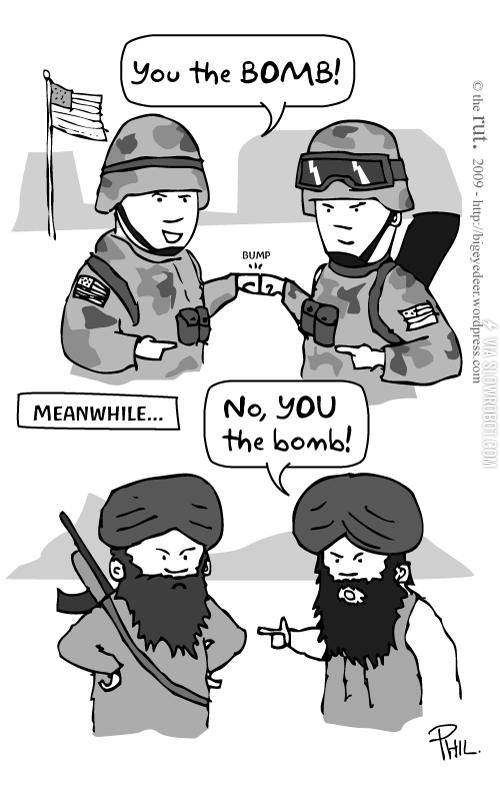 You the BOMB!
BUMP
© the rut. 2009 - http://bigeyedeer.wordpress.com
VIA SLOWROBOT.COM
MEANWHILE...
No, YOU
the bomb!
PHIL.